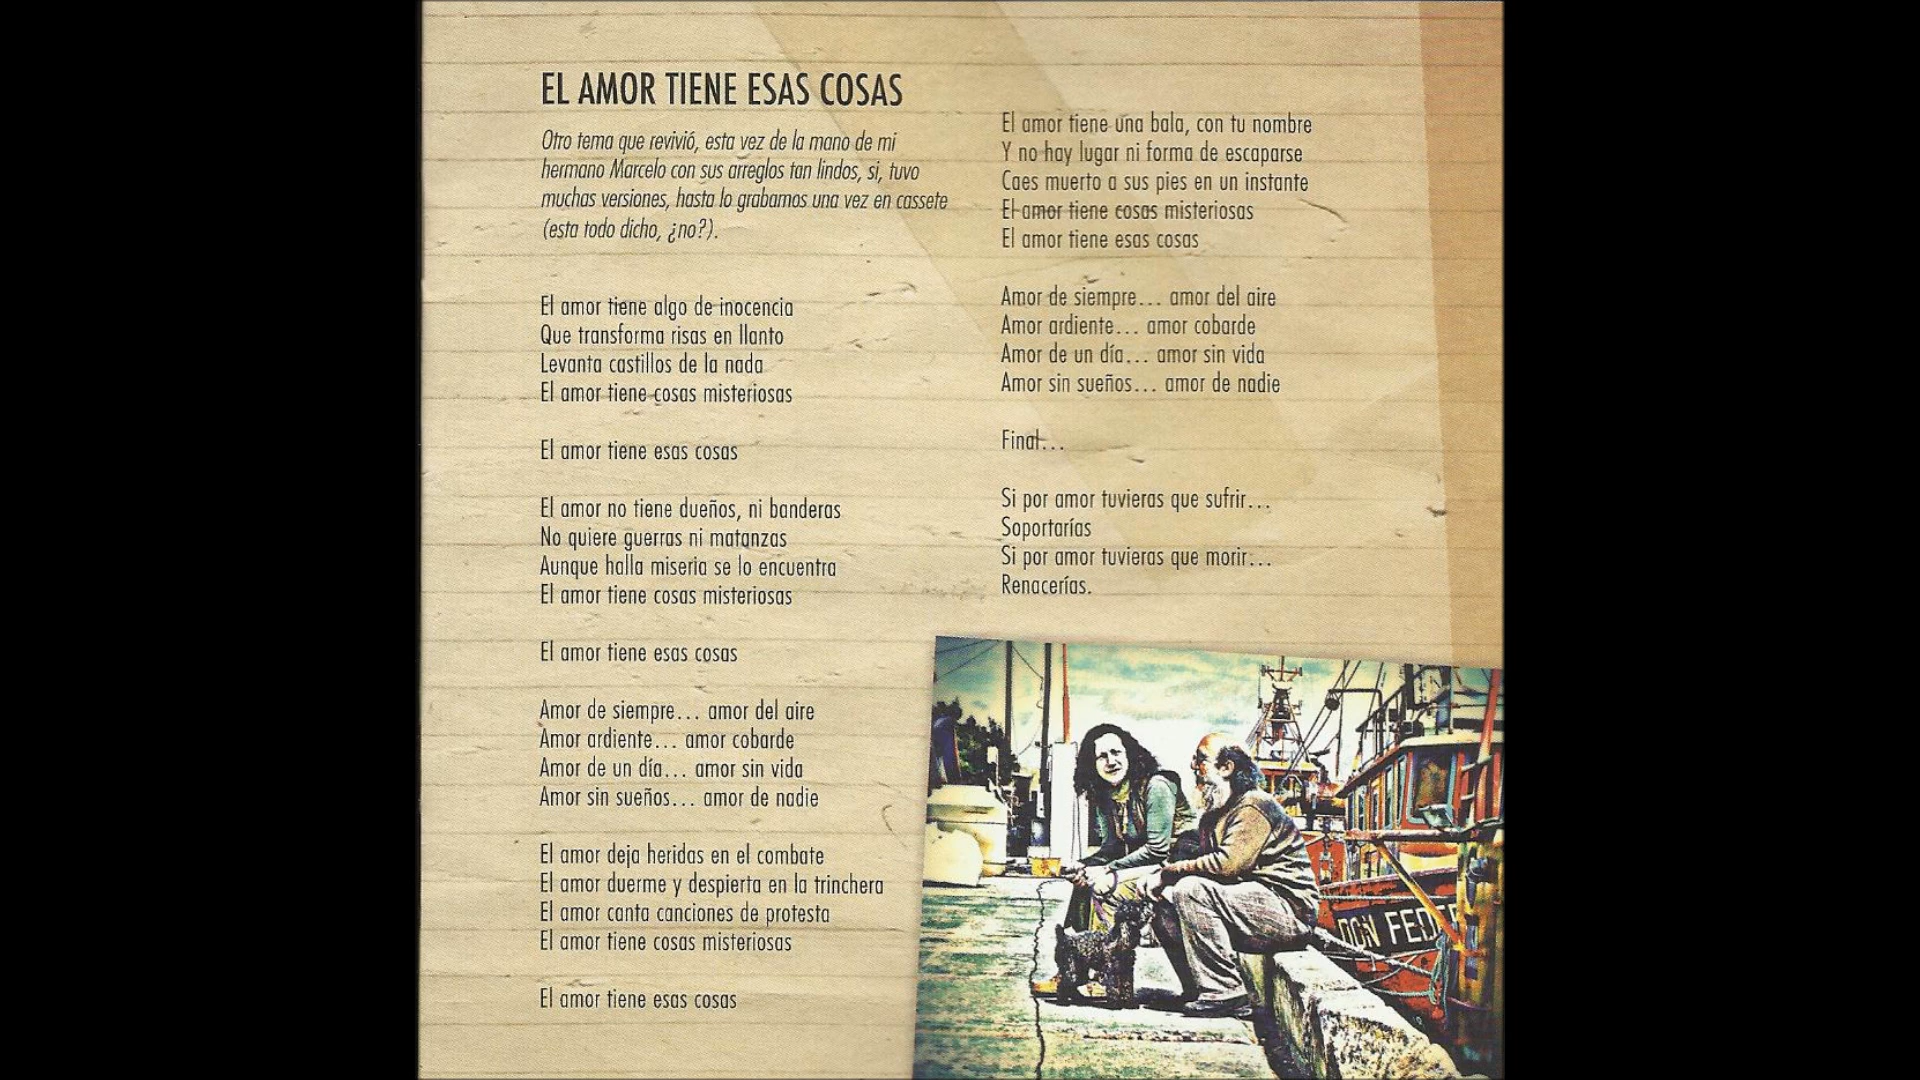 EL AMOR TIENE ESAS COSAS
Otro tema que revivió, esta vez de la mano de mi
hermano Marcelo con sus arreglos tan lindos, si, tuvo
muchas versiones, hasta lo grabamos una vez en cassete
(esta todo dicho, ¿no?).
El amor tiene algo de inocencia
Que transforma risas en llanto
Levanta castillos de la nada
El amor tiene cosas misteriosas
El amor tiene esas cosas
El amor no tiene dueños, ni banderas
No quiere guerras ni matanzas
Aunque halla miseria se lo encuentra
El amor tiene cosas misteriosas
El amor tiene esas cosas
Amor de siempre... amor del aire
Amor ardiente... amor cobarde
Amor de un día... amor sin vida
Amor sin sueños... amor de nadie
El amor deja heridas en el combate
El amor duerme y despierta en la trinchera
El amor canta canciones de protesta
El amor tiene cosas misteriosas
El amor tiene esas cosas
El amor tiene una bala, con tu nombre
Y no hay lugar ni forma de escaparse
Caes muerto a sus pies en un instante
El amor tiene cosas misteriosas
El amor tiene esas cosas
Amor de siempre... amor del aire
Amor ardiente... amor cobarde
Amor de un día... amor sin vida
Amor sin sueños... amor de nadie
Final...
Si por amor tuvieras que sufrir...
Soportarías
Si por amor tuvieras que morir...
Renacerías.
DON FEDE